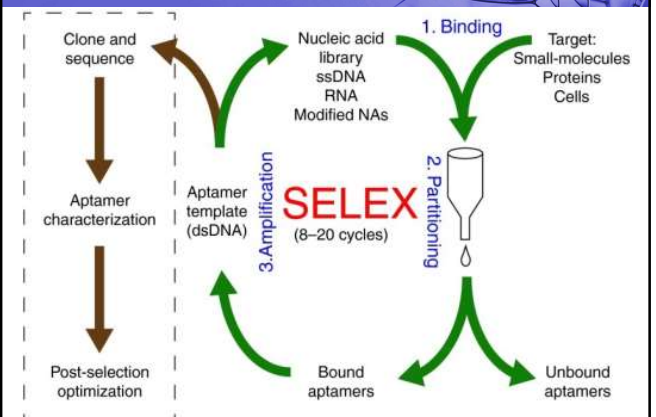 Clone and
sequence
Aptamer
characterization
Post-selection
optimization
Nucleic acid
library
ssDNA
RNA
Modified NAs
1. Binding
Target:
Small-molecules
Proteins
Cells
2. Partitioning
SELEX
(8–20 cycles)
3.Amplification
Aptamer
template
(dsDNA)
Bound
aptamers
Unbound
aptamers